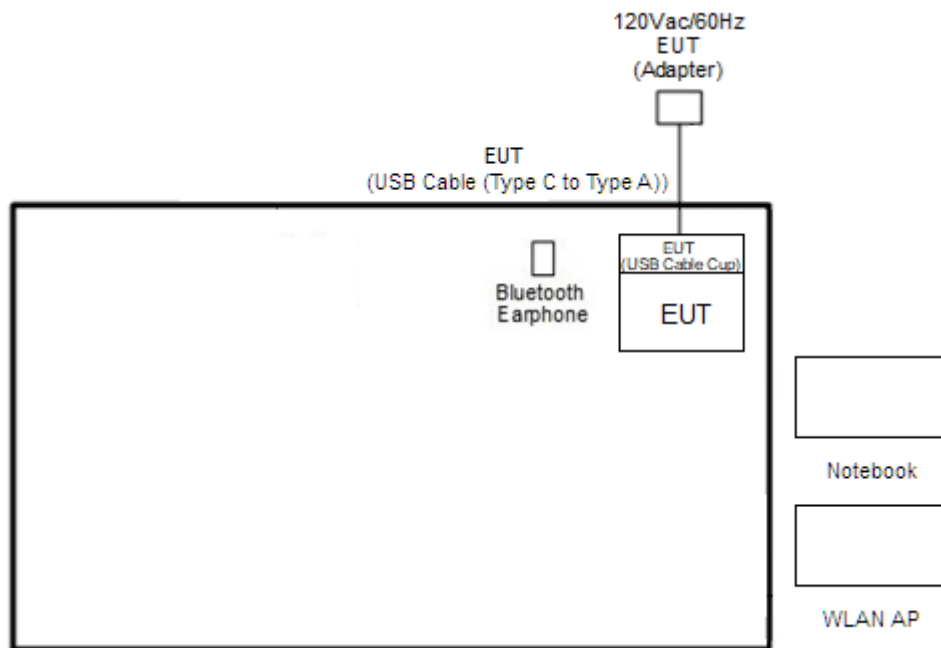 120Vac/60Hz
EUT
(Adapter)
EUT
(USB Cable (Type C to Type A))
EUT
(USB Cable Cup)
EUT
Bluetooth
Earphone
Notebook
WLAN AP